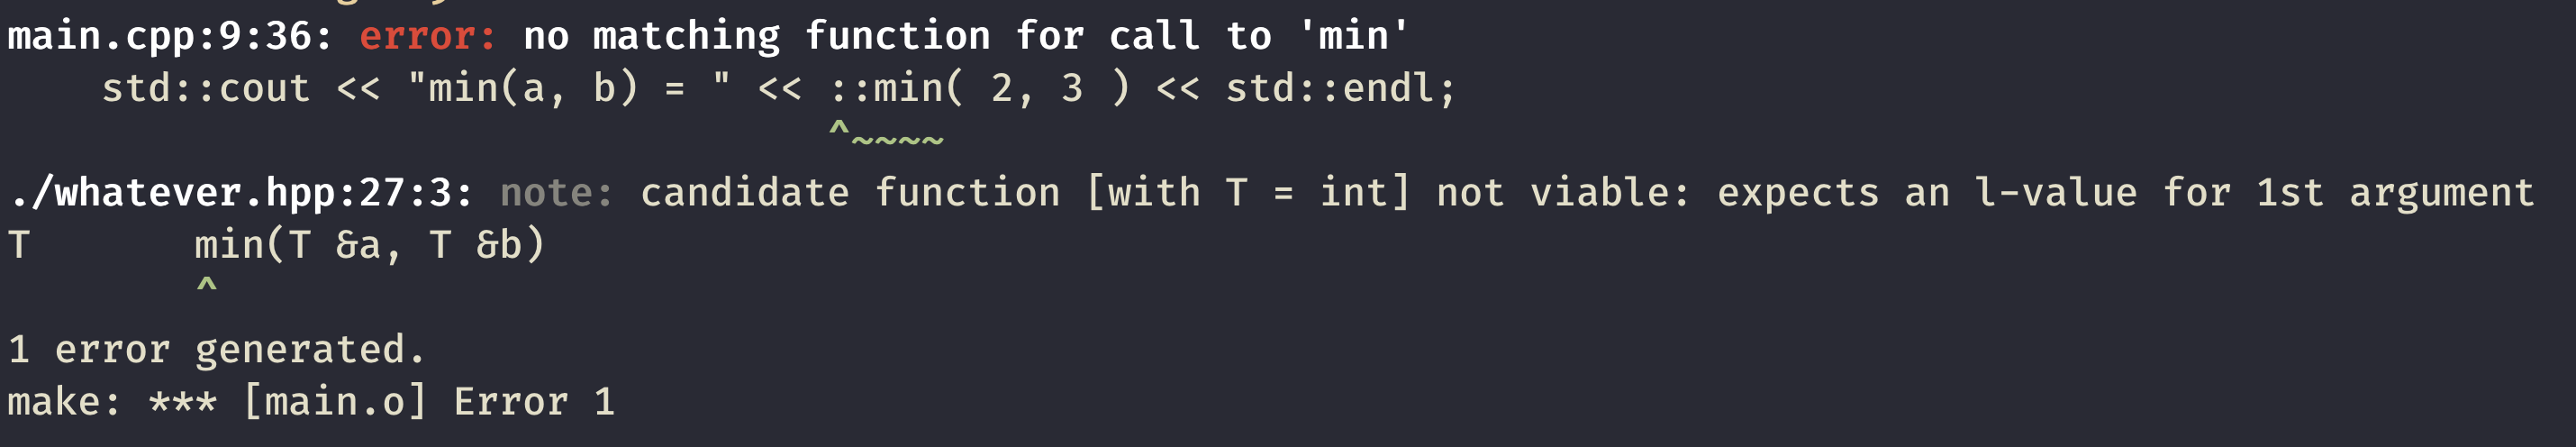 main.cpp:9:36: error: no matching function for call to 'min'
    std::cout << "min(a, b) = " << ::min( 2, 3 ) << std::endl;
                                   ^~~~~
./whatever.hpp:27:3: note: candidate function [with T = int] not viable: expects an l-value for 1st argument
T       min(T &a, T &b)
        ^
1 error generated.
make: *** [main.o] Error 1